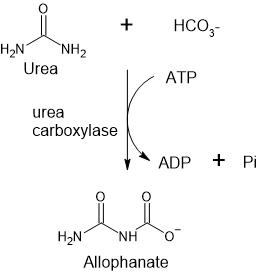 O
+ HCO3-
H2N NH2
Urea
ATP
urea
carboxylase
ADP + Pi
O O
H2N NH O-
Allophanate